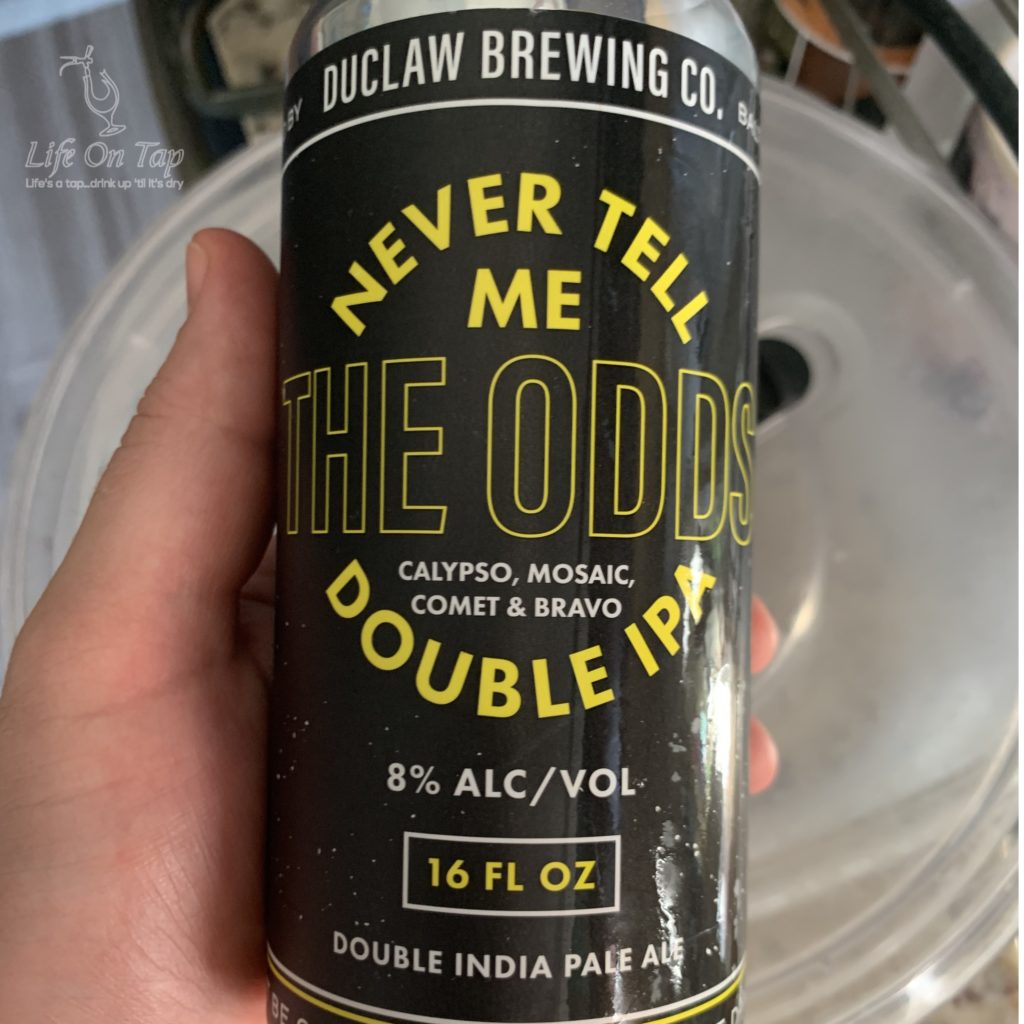 Life On Tap
Life's a tap...drink up 'til it's dry
BY DUCLAW BREWING CO.
NEVER TELL
ME
THE ODDS
CALYPSO, MOSAIC,
COMET & BRAVO
DOUBLE IPA
8% ALC/VOL
16 FL OZ
DOUBLE INDIA PALE ALE